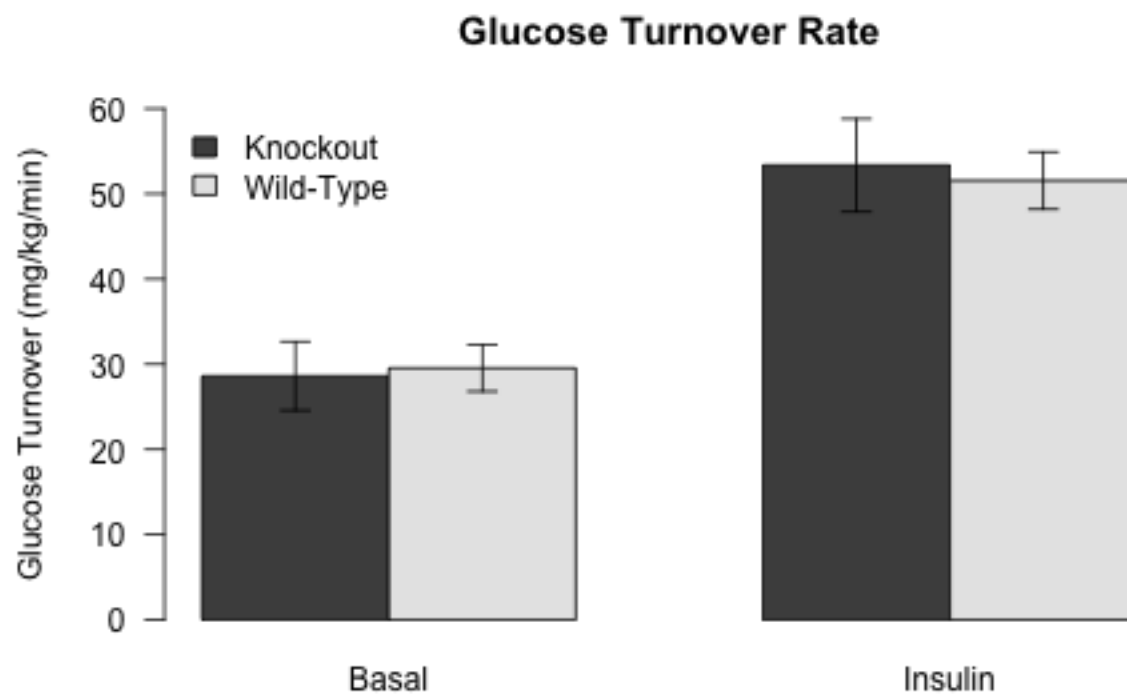 Glucose Turnover Rate
Glucose Turnover (mg/kg/min)
60
50
40
30
20
10
0
Knockout
Wild-Type
Basal
Insulin